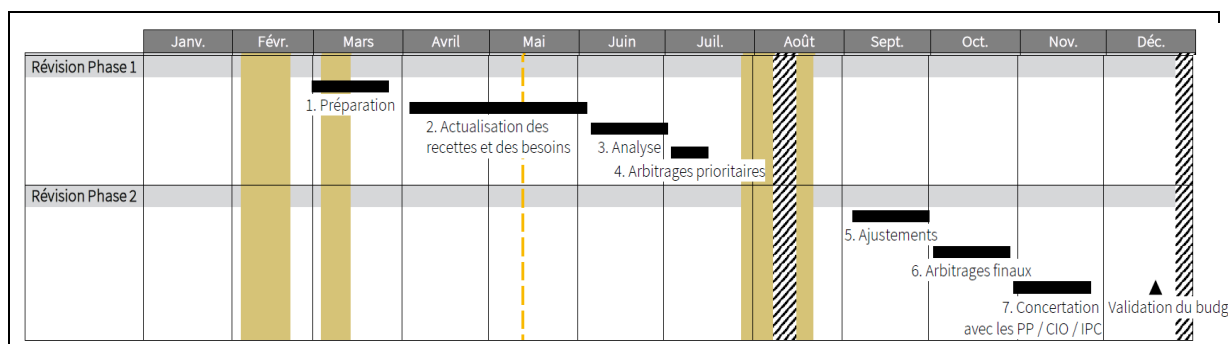 Janv. Févr. Mars Avril Mai Juin Juil. Août Sept. Oct. Nov. Déc.
Révision Phase 1
1. Préparation
2. Actualisation des
recettes et des besoins
3. Analyse
4. Arbitrages prioritaires
Révision Phase 2
5. Ajustements
6. Arbitrages finaux
7. Concertation
avec les PP / CIO / IPC
Validation du budg